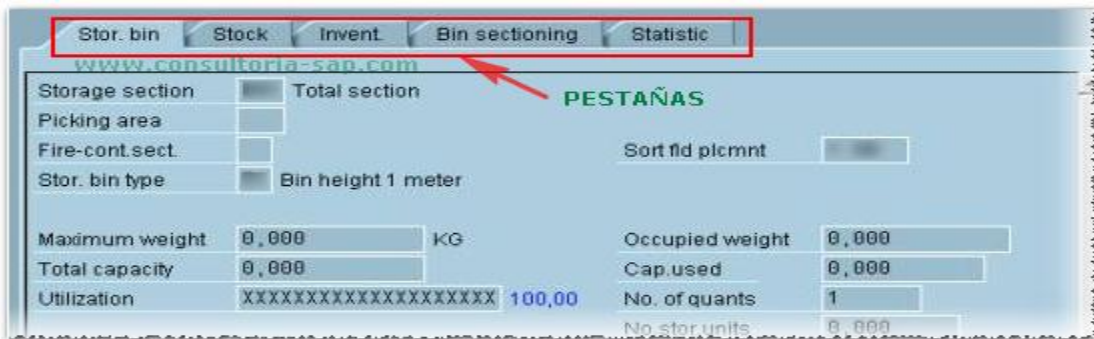 Stor. bin Stock Invent. Bin sectioning Statistic
www.consultoria-sap.com
Storage section Total section
PESTAÑAS
Picking area
Fire-cont.sect. Sort fld plcmnt
Stor. bin type Bin height 1 meter
Maximum weight 0,000 KG Occupied weight 0,000
Total capacity 0,000 Cap.used 0,000
Utilization XXXXXXXXXXXXXXXXXXXX 100,00 No. of quants 1
No.stor.units 0,000